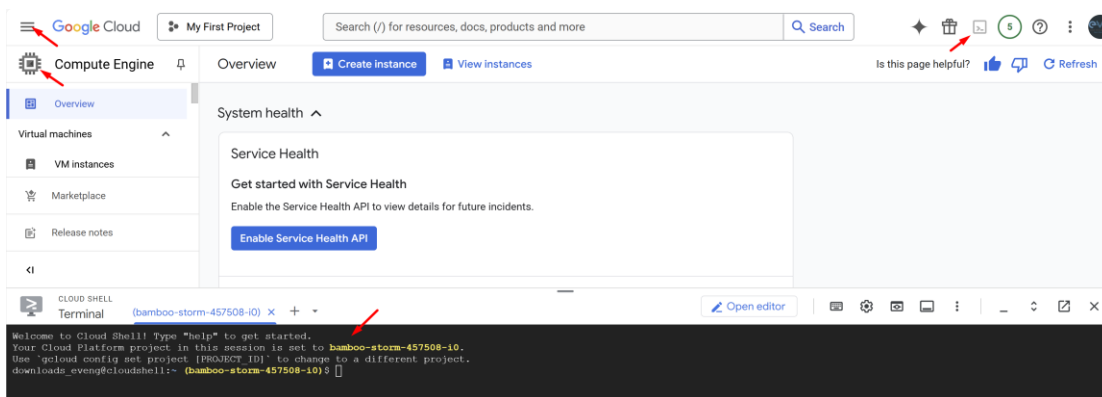 Google Cloud
My First Project
Search (/) for resources, docs, products and more
Search
5
Compute Engine
Overview
Create instance
View instances
Is this page helpful?
Refresh
Overview
Virtual machines
VM instances
Marketplace
Release notes
System health
Service Health
Get started with Service Health
Enable the Service Health API to view details for future incidents.
Enable Service Health API
CLOUD SHELL
Terminal
(bamboo-storm-457508-i0)
Open editor
Welcome to Cloud Shell! Type "help" to get started.
Your Cloud Platform project in this session is set to bamboo-storm-457508-i0.
Use `gcloud config set project [PROJECT_ID]` to change to a different project.
downloads_eveng@cloudshell:~ (bamboo-storm-457508-i0)$